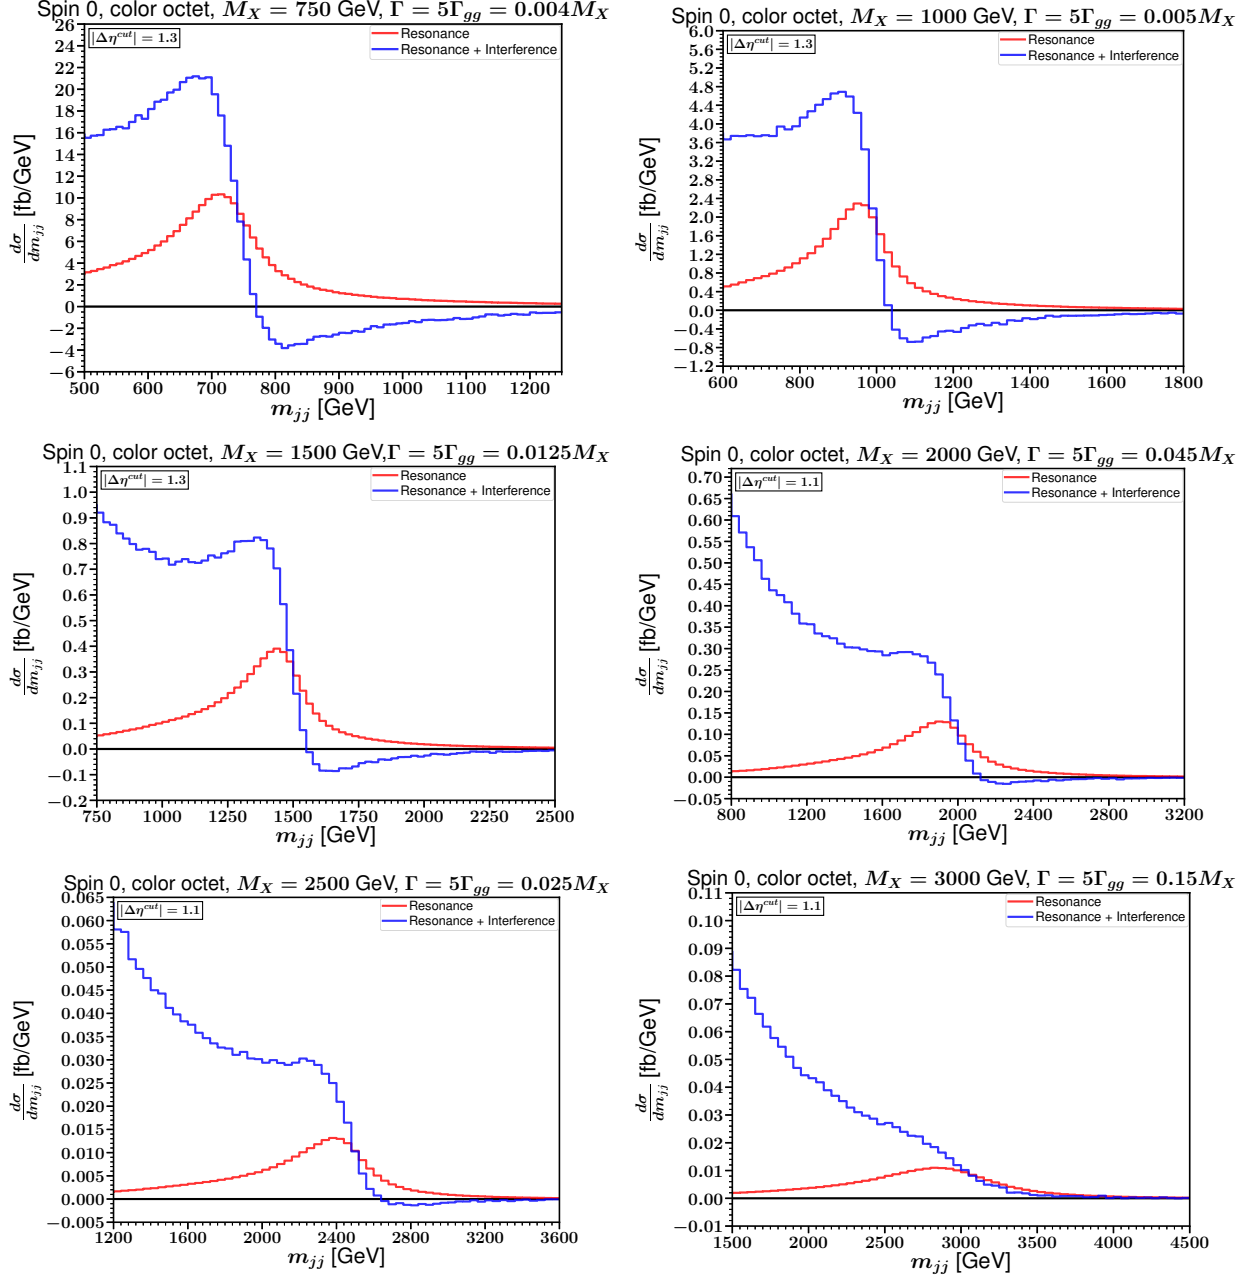 Spin 0, color octet, M_X = 750 GeV, Γ = 5Γ_gg = 0.004M_X
|Δη^cut| = 1.3
Resonance
Resonance + Interference
26
24
22
20
18
16
14
12
10
8
6
4
2
0
−2
−4
−6
dσ/dm_jj [fb/GeV]
500 600 700 800 900 1000 1100 1200
m_jj [GeV]
Spin 0, color octet, M_X = 1000 GeV, Γ = 5Γ_gg = 0.005M_X
|Δη^cut| = 1.3
Resonance
Resonance + Interference
6.0
5.6
5.2
4.8
4.4
4.0
3.6
3.2
2.8
2.4
2.0
1.6
1.2
0.8
0.4
0.0
−0.4
−0.8
−1.2
dσ/dm_jj [fb/GeV]
600 800 1000 1200 1400 1600 1800
m_jj [GeV]
Spin 0, color octet, M_X = 1500 GeV,Γ = 5Γ_gg = 0.0125M_X
|Δη^cut| = 1.3
Resonance
Resonance + Interference
1.1
1.0
0.9
0.8
0.7
0.6
0.5
0.4
0.3
0.2
0.1
0.0
−0.1
−0.2
dσ/dm_jj [fb/GeV]
750 1000 1250 1500 1750 2000 2250 2500
m_jj [GeV]
Spin 0, color octet, M_X = 2000 GeV, Γ = 5Γ_gg = 0.045M_X
|Δη^cut| = 1.1
Resonance
Resonance + Interference
0.70
0.65
0.60
0.55
0.50
0.45
0.40
0.35
0.30
0.25
0.20
0.15
0.10
0.05
0.00
−0.05
dσ/dm_jj [fb/GeV]
800 1200 1600 2000 2400 2800 3200
m_jj [GeV]
Spin 0, color octet, M_X = 2500 GeV, Γ = 5Γ_gg = 0.025M_X
|Δη^cut| = 1.1
Resonance
Resonance + Interference
0.065
0.060
0.055
0.050
0.045
0.040
0.035
0.030
0.025
0.020
0.015
0.010
0.005
0.000
−0.005
dσ/dm_jj [fb/GeV]
1200 1600 2000 2400 2800 3200 3600
m_jj [GeV]
Spin 0, color octet, M_X = 3000 GeV, Γ = 5Γ_gg = 0.15M_X
|Δη^cut| = 1.1
Resonance
Resonance + Interference
0.11
0.10
0.09
0.08
0.07
0.06
0.05
0.04
0.03
0.02
0.01
0.00
−0.01
dσ/dm_jj [fb/GeV]
1500 2000 2500 3000 3500 4000 4500
m_jj [GeV]